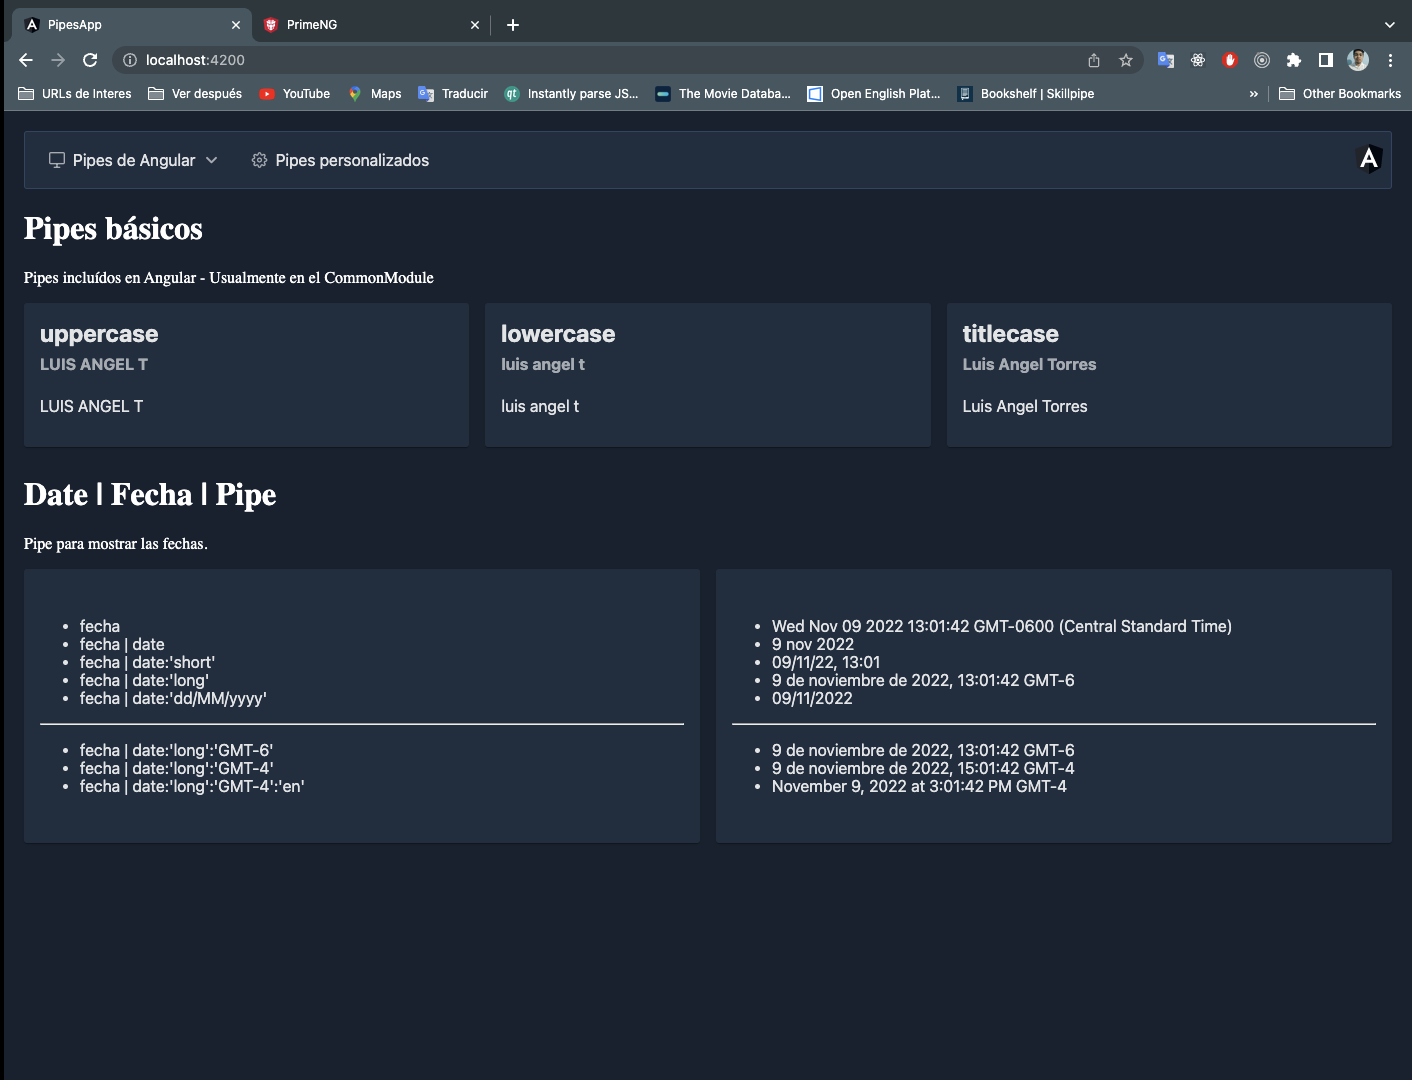 PipesApp
PrimeNG
localhost:4200
URLs de Interes
Ver después
YouTube
Maps
Traducir
Instantly parse JS...
The Movie Databa...
Open English Plat...
Bookshelf | Skillpipe
»
Other Bookmarks
Pipes de Angular
Pipes personalizados
Pipes básicos
Pipes incluídos en Angular - Usualmente en el CommonModule
uppercase
LUIS ANGEL T
LUIS ANGEL T
lowercase
luis angel t
luis angel t
titlecase
Luis Angel Torres
Luis Angel Torres
Date | Fecha | Pipe
Pipe para mostrar las fechas.
fecha
fecha | date
fecha | date:'short'
fecha | date:'long'
fecha | date:'dd/MM/yyyy'
fecha | date:'long':'GMT-6'
fecha | date:'long':'GMT-4'
fecha | date:'long':'GMT-4':'en'
Wed Nov 09 2022 13:01:42 GMT-0600 (Central Standard Time)
9 nov 2022
09/11/22, 13:01
9 de noviembre de 2022, 13:01:42 GMT-6
09/11/2022
9 de noviembre de 2022, 13:01:42 GMT-6
9 de noviembre de 2022, 15:01:42 GMT-4
November 9, 2022 at 3:01:42 PM GMT-4